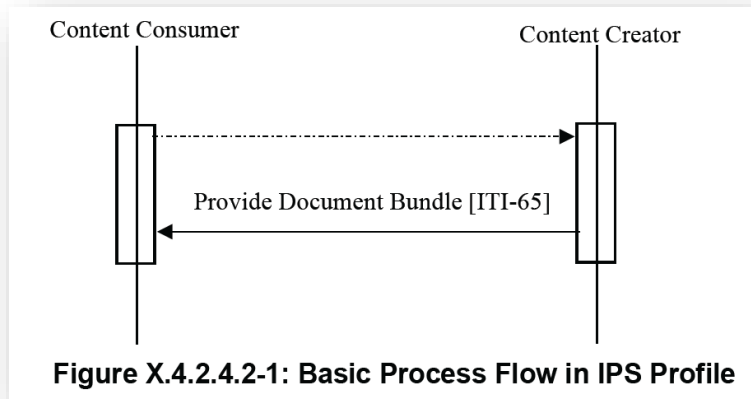 Content Consumer
Content Creator
Provide Document Bundle [ITI-65]
Figure X.4.2.4.2-1: Basic Process Flow in IPS Profile